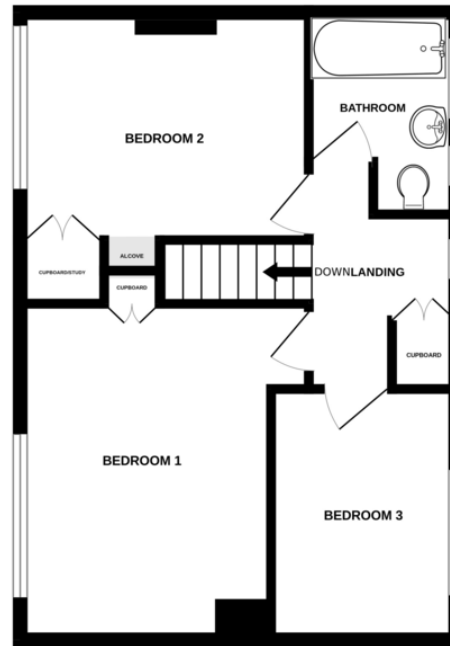 BATHROOM
BEDROOM 2
ALCOVE
CUPBOARD/STUDY
DOWN
LANDING
CUPBOARD
CUPBOARD
BEDROOM 1
BEDROOM 3